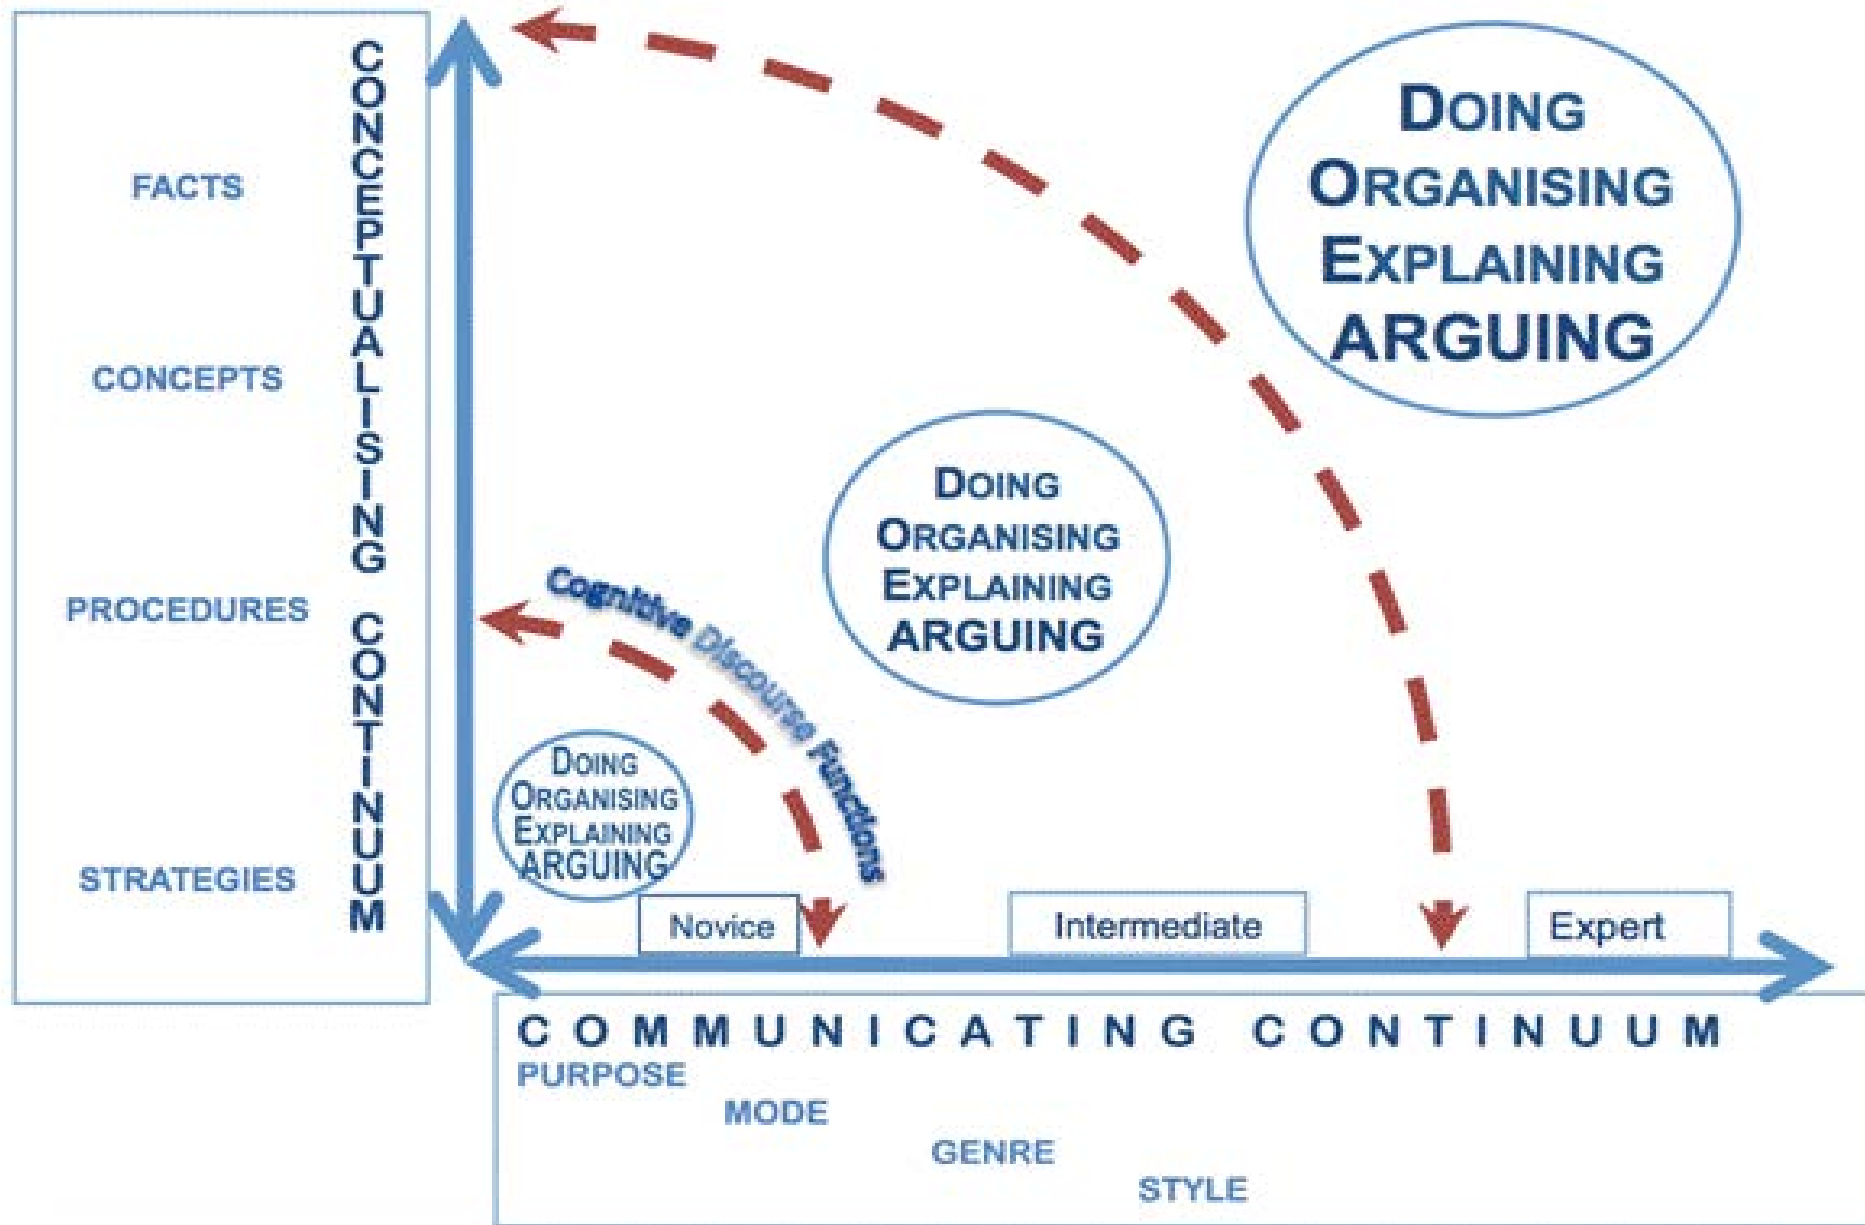 CONCEPTUALISING CONTINUUM
FACTS
CONCEPTS
PROCEDURES
STRATEGIES
DOING
ORGANISING
EXPLAINING
ARGUING
DOING
ORGANISING
EXPLAINING
ARGUING
Cognitive Discourse Functions
DOING
ORGANISING
EXPLAINING
ARGUING
Novice
Intermediate
Expert
COMMUNICATING CONTINUUM
PURPOSE
MODE
GENRE
STYLE